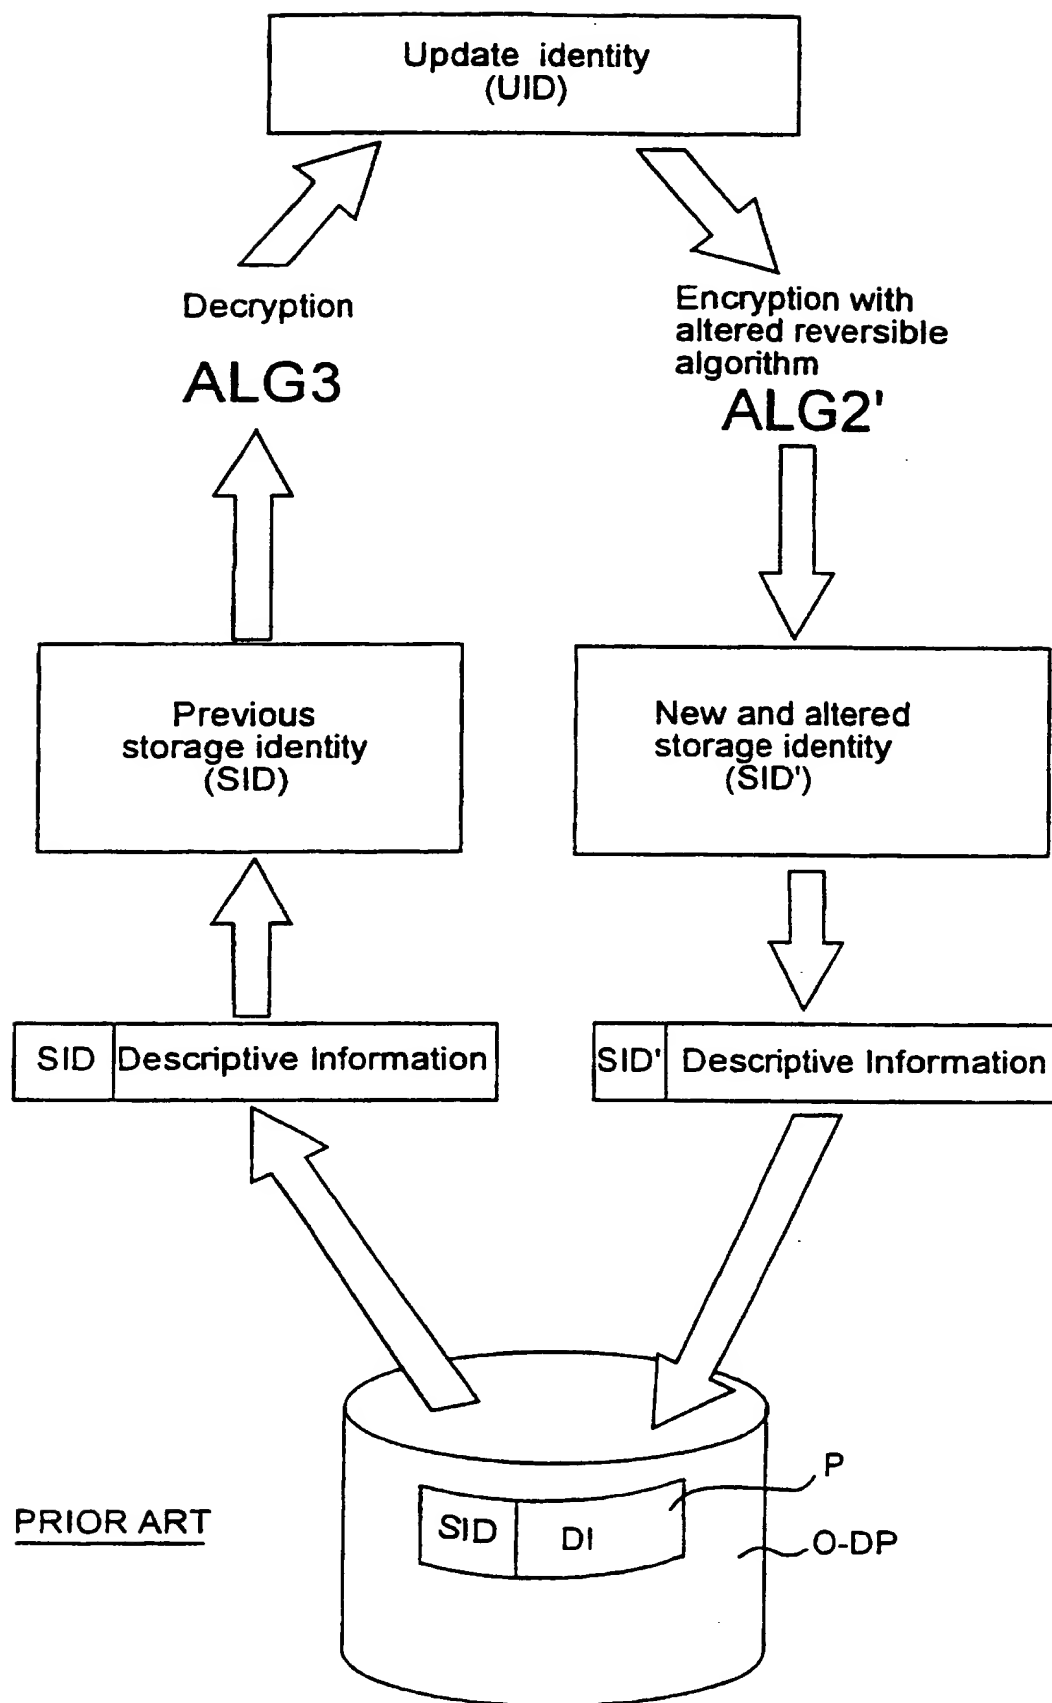 Update identity
(UID)
Decryption
ALG3
Encryption with
altered reversible
algorithm
ALG2'
Previous
storage identity
(SID)
New and altered
storage identity
(SID')
SID Descriptive Information
SID' Descriptive Information
P
SID DI
O-DP
PRIOR ART